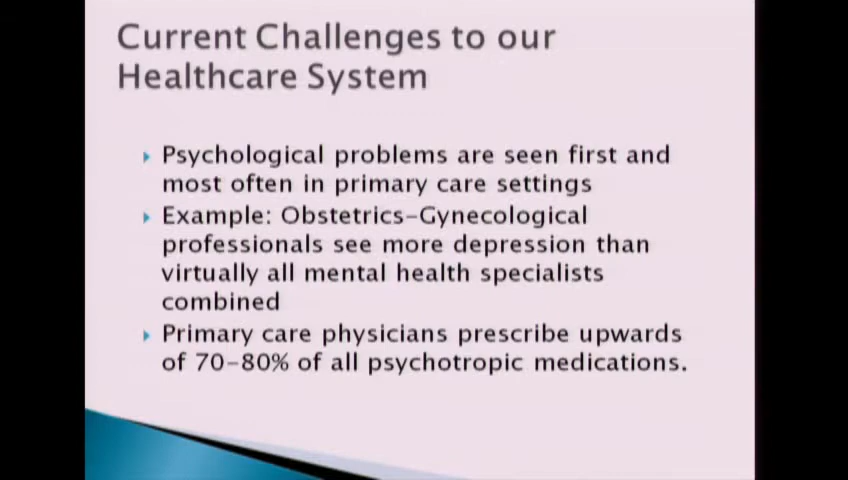 Current Challenges to our
Healthcare System
Psychological problems are seen first and
most often in primary care settings
Example: Obstetrics-Gynecological
professionals see more depression than
virtually all mental health specialists
combined
Primary care physicians prescribe upwards
of 70-80% of all psychotropic medications.